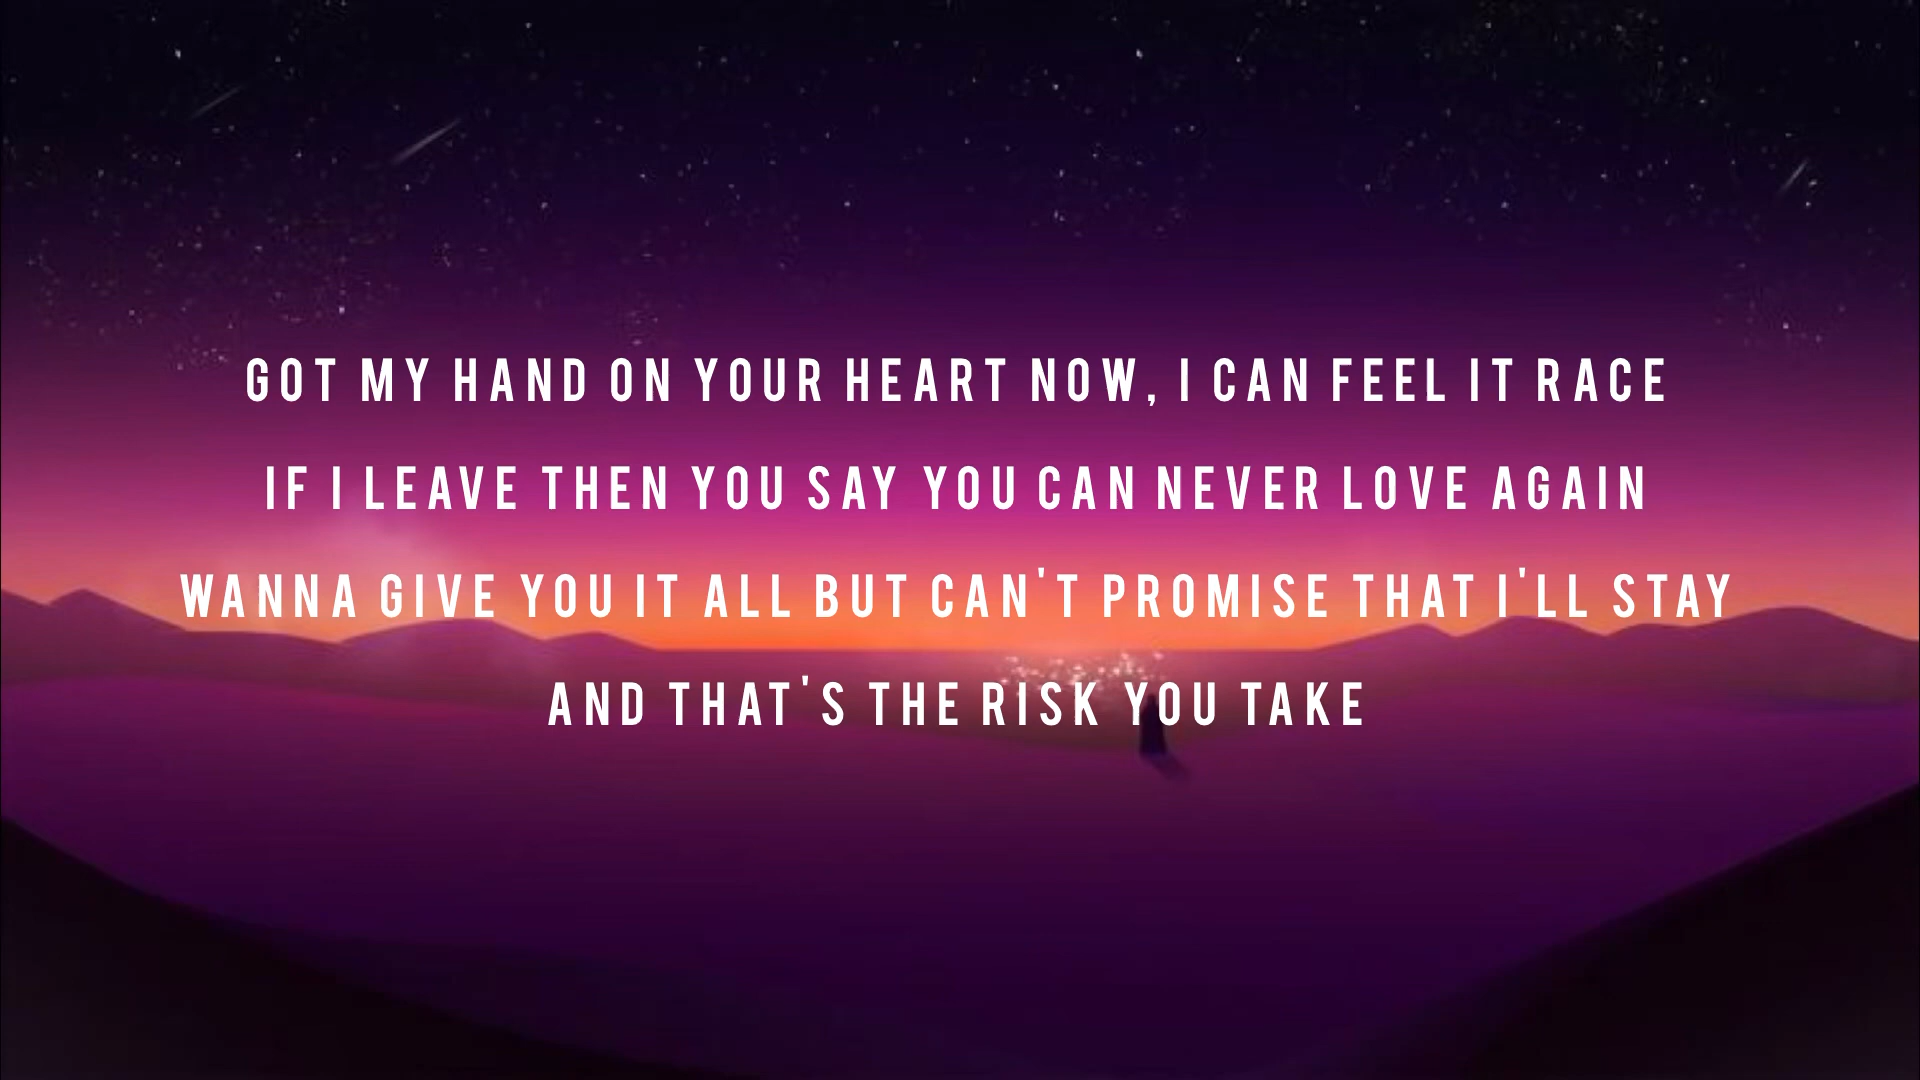 GOT MY HAND ON YOUR HEART NOW, I CAN FEEL IT RACE
IF I LEAVE THEN YOU SAY YOU CAN NEVER LOVE AGAIN
WANNA GIVE YOU IT ALL BUT CAN'T PROMISE THAT I'LL STAY
AND THAT'S THE RISK YOU TAKE